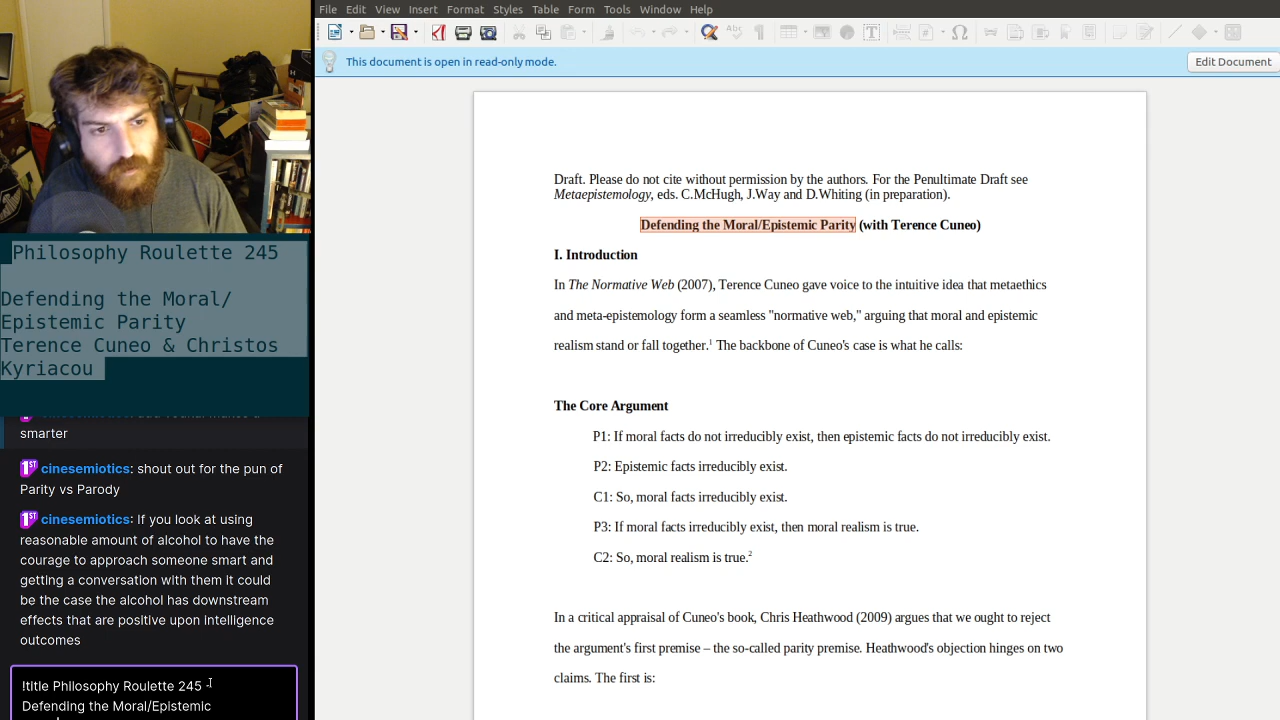 File Edit View Insert Format Styles Table Form Tools Window Help
This document is open in read-only mode.
Edit Document
Philosophy Roulette 245
Defending the Moral/
Epistemic Parity
Terence Cuneo & Christos
Kyriacou
smarter
1ST cinesemiotics: shout out for the pun of
Parity vs Parody
1ST cinesemiotics: If you look at using
reasonable amount of alcohol to have the
courage to approach someone smart and
getting a conversation with them it could
be the case the alcohol has downstream
effects that are positive upon intelligence
outcomes
!title Philosophy Roulette 245 -
Defending the Moral/Epistemic
Draft. Please do not cite without permission by the authors. For the Penultimate Draft see
Metaepistemology, eds. C.McHugh, J.Way and D.Whiting (in preparation).
Defending the Moral/Epistemic Parity (with Terence Cuneo)
I. Introduction
In The Normative Web (2007), Terence Cuneo gave voice to the intuitive idea that metaethics
and meta-epistemology form a seamless "normative web," arguing that moral and epistemic
realism stand or fall together.1 The backbone of Cuneo's case is what he calls:
The Core Argument
P1: If moral facts do not irreducibly exist, then epistemic facts do not irreducibly exist.
P2: Epistemic facts irreducibly exist.
C1: So, moral facts irreducibly exist.
P3: If moral facts irreducibly exist, then moral realism is true.
C2: So, moral realism is true.2
In a critical appraisal of Cuneo's book, Chris Heathwood (2009) argues that we ought to reject
the argument's first premise – the so-called parity premise. Heathwood's objection hinges on two
claims. The first is: